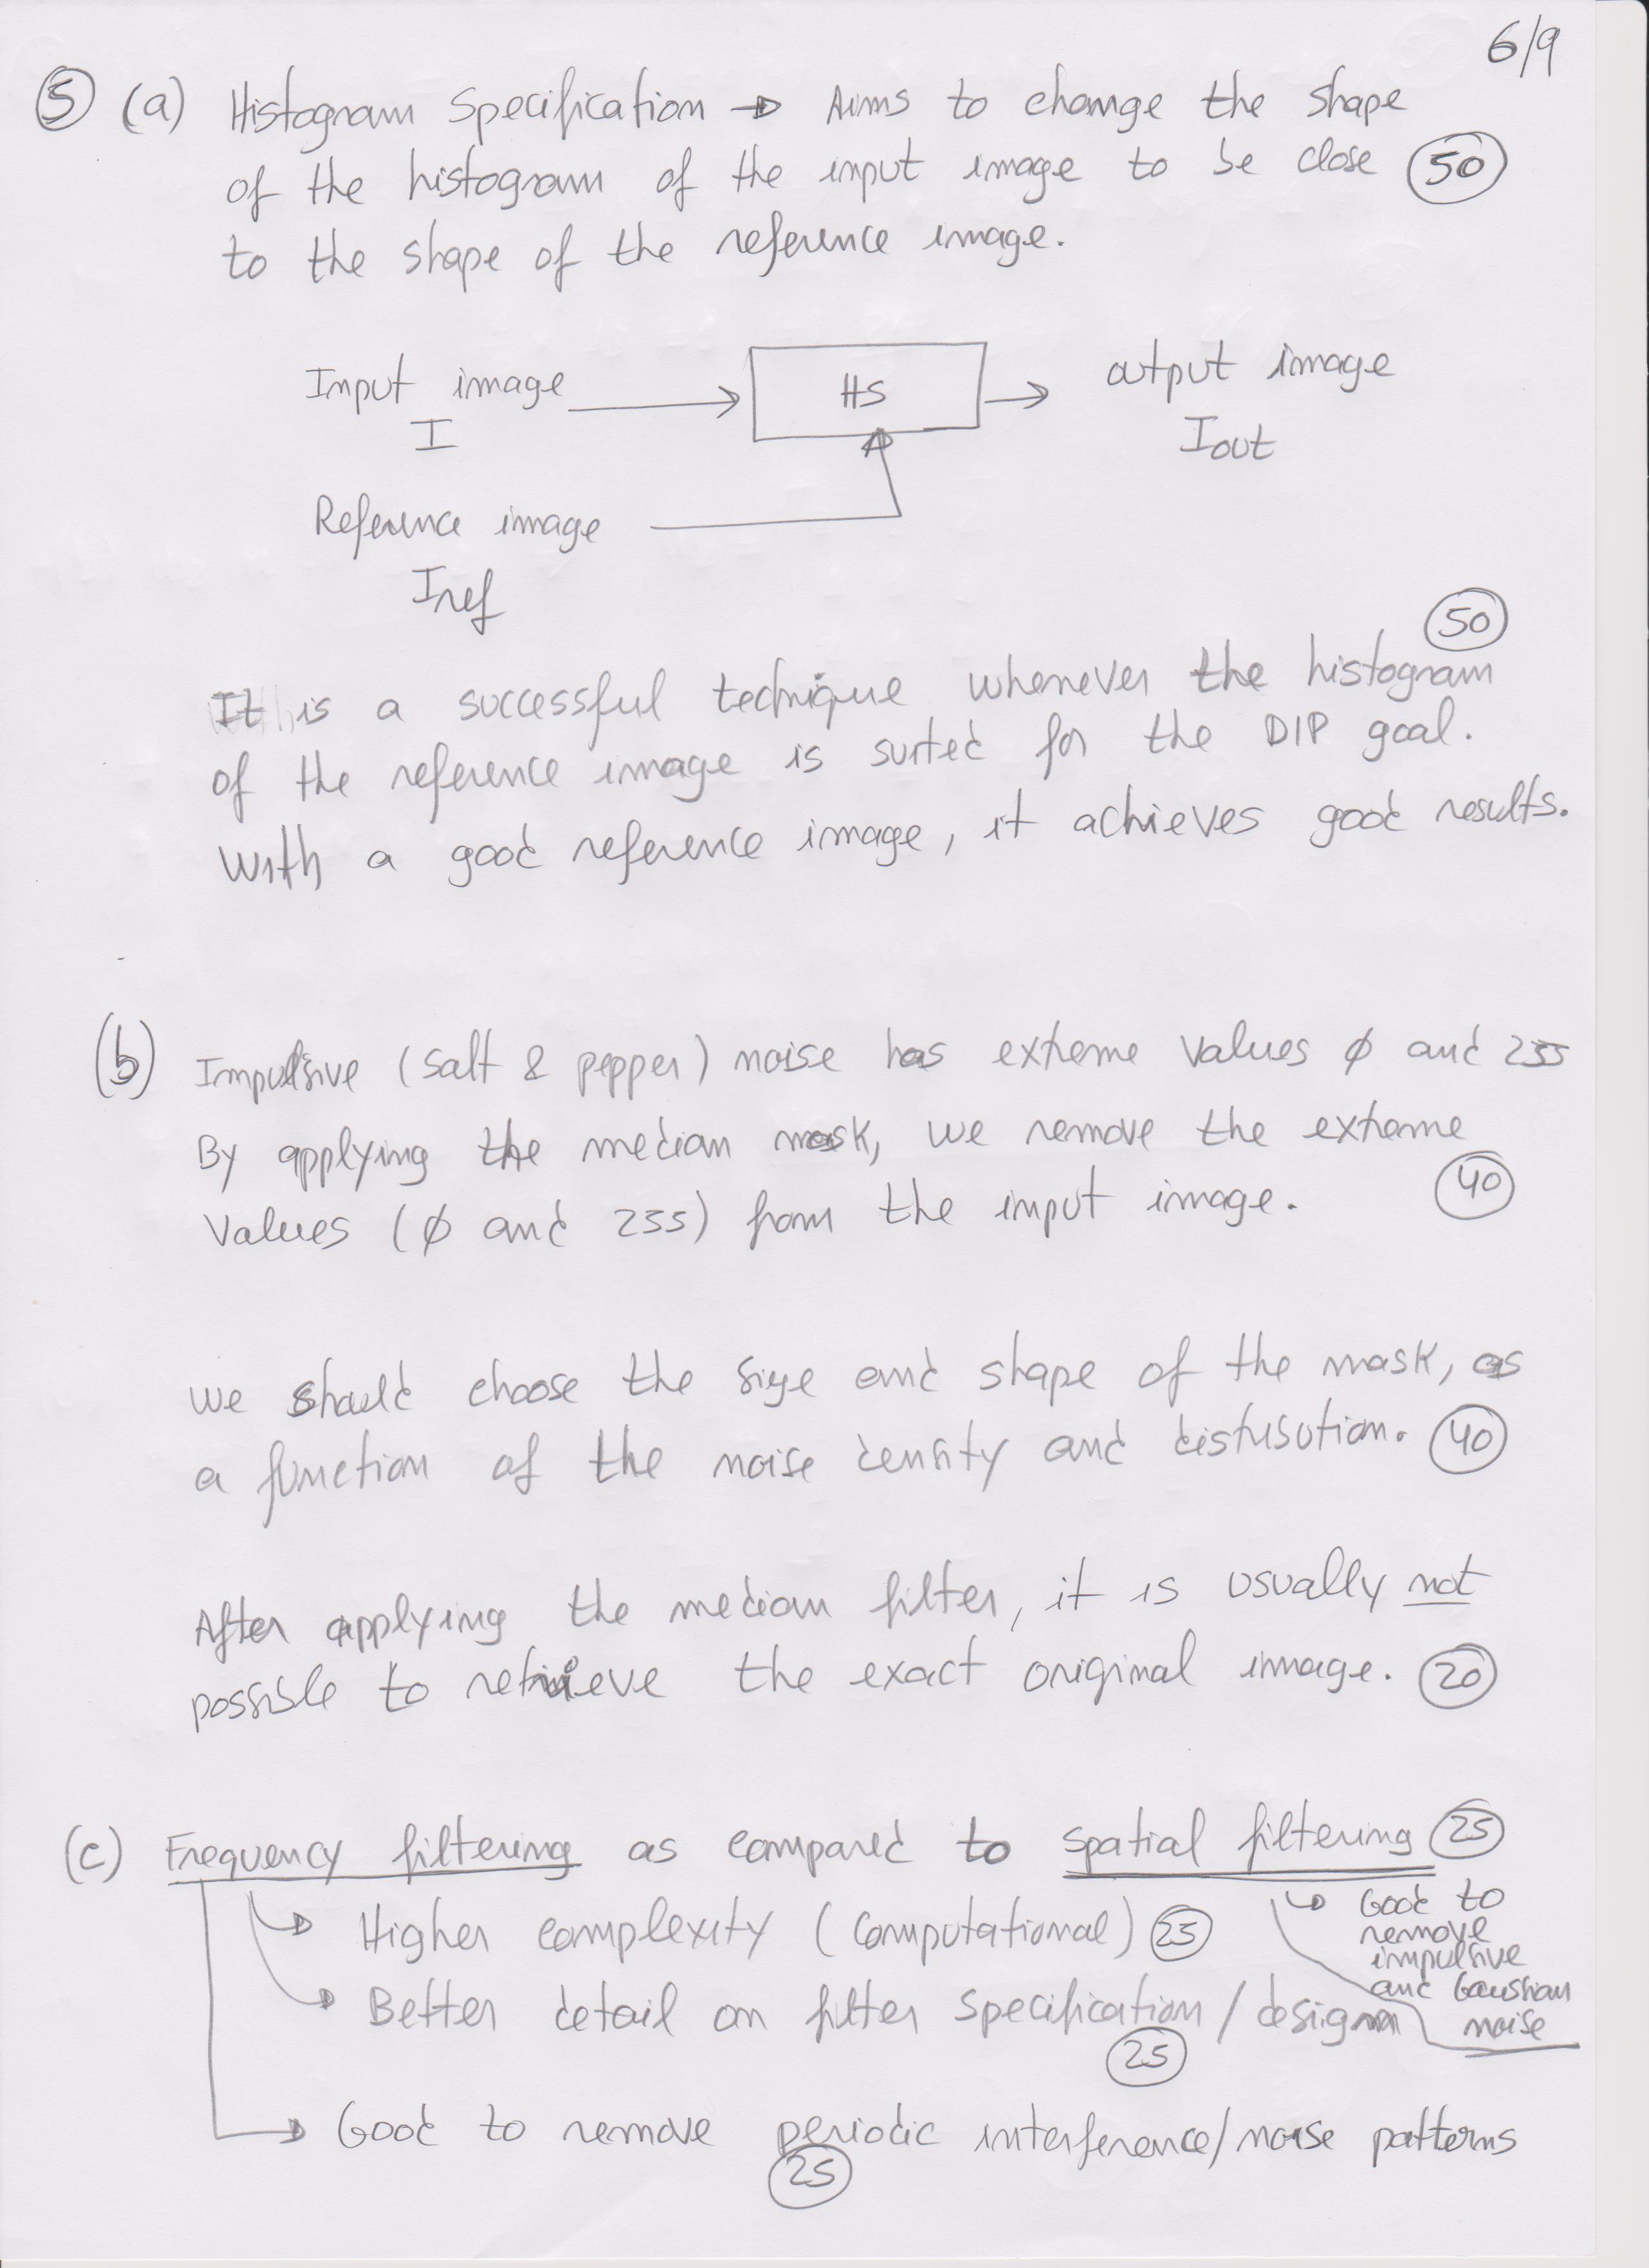 6/9
5 (a) Histogram Specification → Aims to change the shape
of the histogram of the input image to be close 50
to the shape of the reference image.
Input image HS output image
I Iout
Reference image
Iref
50
It is a successful technique whenever the histogram
of the reference image is suited for the DIP goal.
With a good reference image, it achieves good results.
(b) Impulsive (salt & pepper) noise has extreme values ∅ and 255
By applying the median mask, we remove the extreme
values (∅ and 255) from the input image. 40
We should choose the size and shape of the mask, as
a function of the noise density and distribution. 40
After applying the median filter, it is usually not
possible to retrieve the exact original image. 20
(c) Frequency filtering as compared to spatial filtering 25
→ Higher complexity (computational) 25
→ Good to
remove
impulsive
and Gaussian
noise
→ Better detail on filter specification / design
25
→ Good to remove periodic interference/noise patterns
25